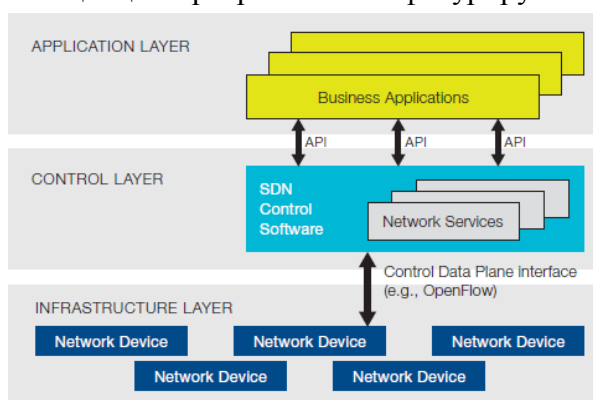 APPLICATION LAYER
Business Applications
API
API
API
CONTROL LAYER
SDN
Control
Software
Network Services
Control Data Plane interface
(e.g., OpenFlow)
INFRASTRUCTURE LAYER
Network Device
Network Device
Network Device
Network Device
Network Device